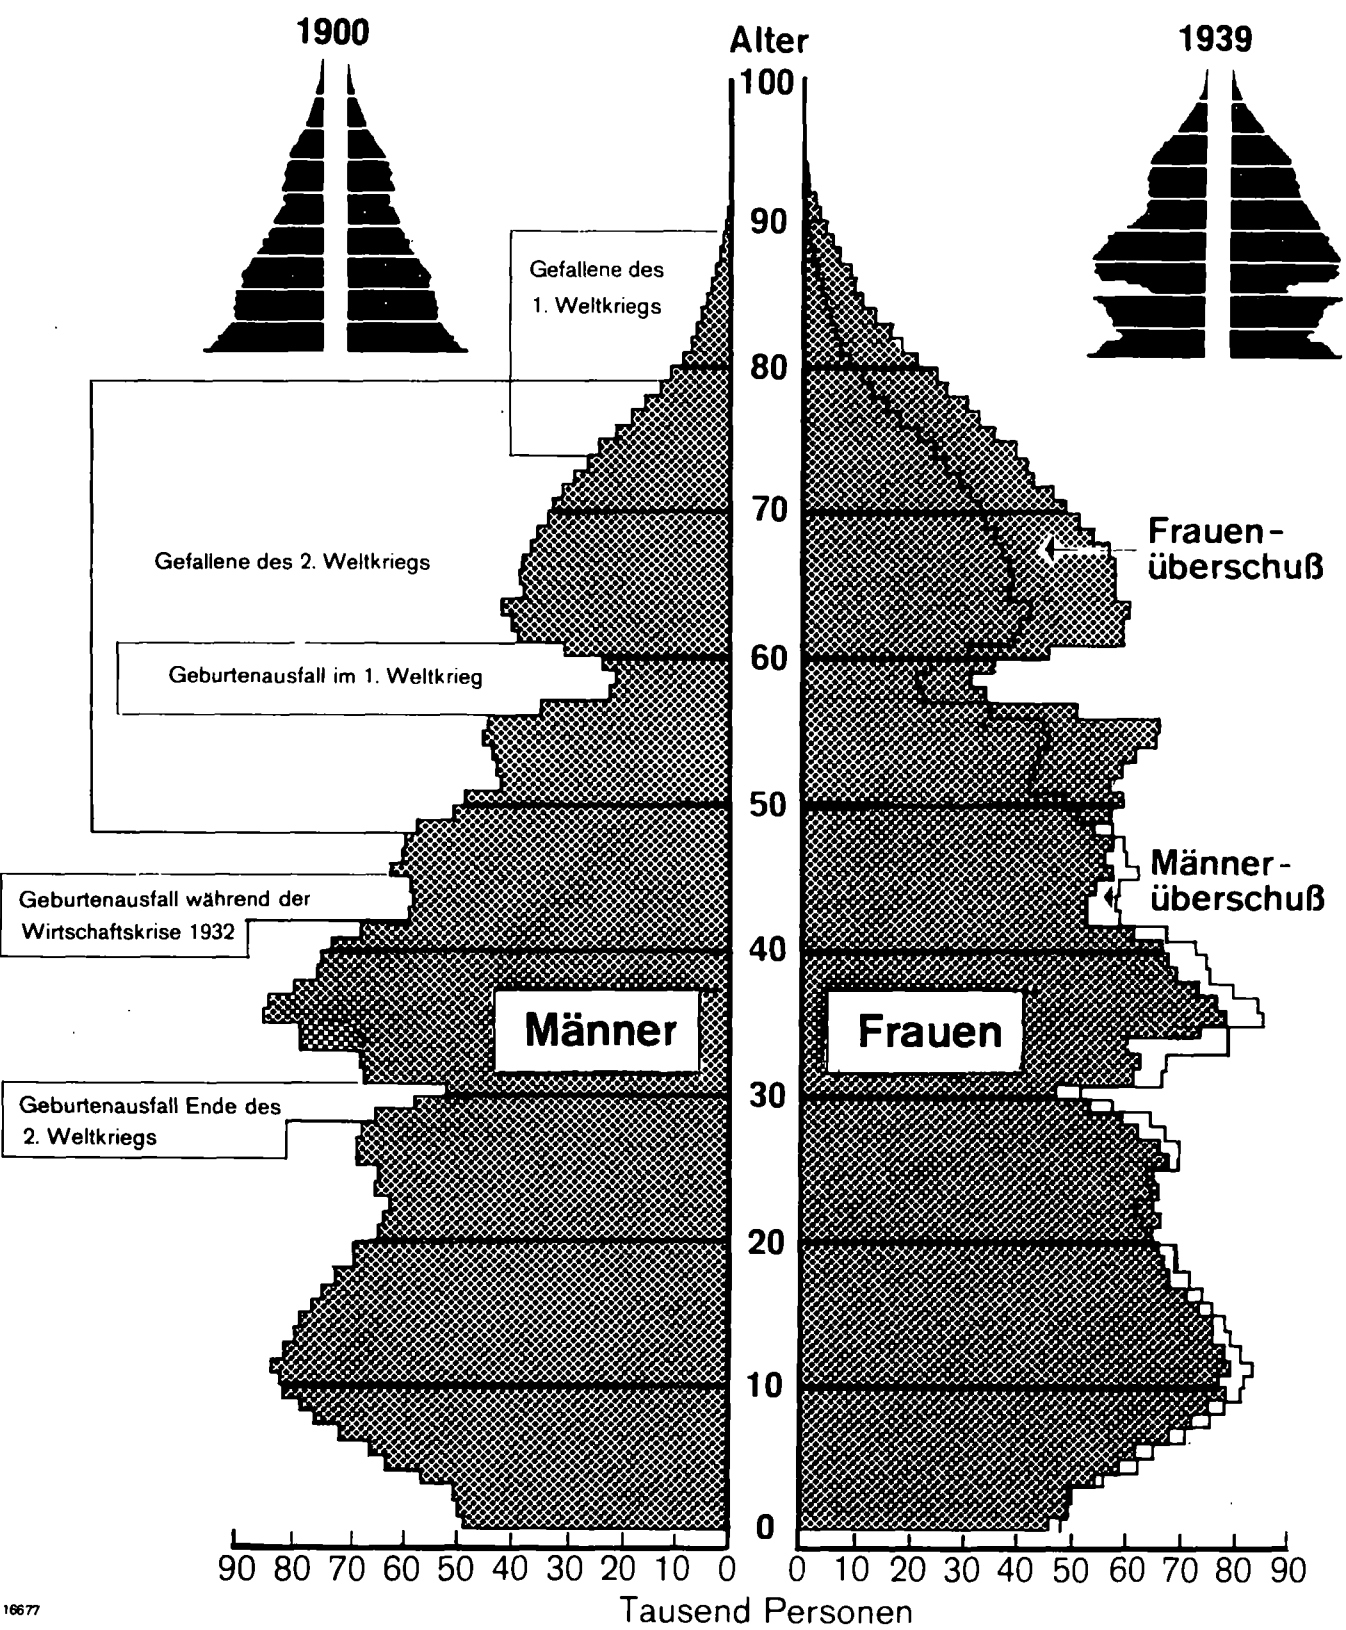 1900
Alter
1939
100
90
80
70
60
50
40
30
20
10
0
Gefallene des
1. Weltkriegs
Gefallene des 2. Weltkriegs
Geburtenausfall im 1. Weltkrieg
Geburtenausfall während der
Wirtschaftskrise 1932
Geburtenausfall Ende des
2. Weltkriegs
Frauen-
überschuß
Männer-
überschuß
Männer
Frauen
90 80 70 60 50 40 30 20 10 0
0 10 20 30 40 50 60 70 80 90
Tausend Personen
16677